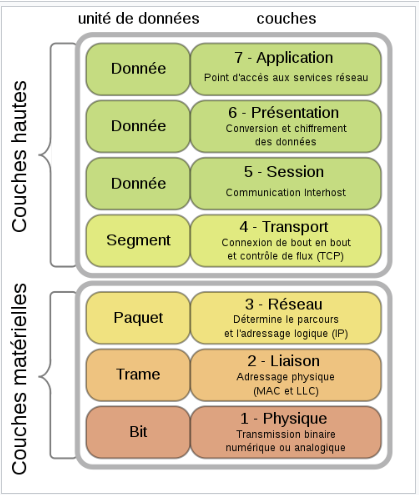 unité de données
couches
Couches hautes
Donnée
7 - Application
Point d'accés aux services réseau
Donnée
6 - Présentation
Conversion et chiffrement
des données
Donnée
5 - Session
Communication Interhost
Segment
4 - Transport
Connexion de bout en bout
et contrôle de flux (TCP)
Couches matérielles
Paquet
3 - Réseau
Détermine le parcours
et l'adressage logique (IP)
Trame
2 - Liaison
Adressage physique
(MAC et LLC)
Bit
1 - Physique
Transmission binaire
numérique ou analogique